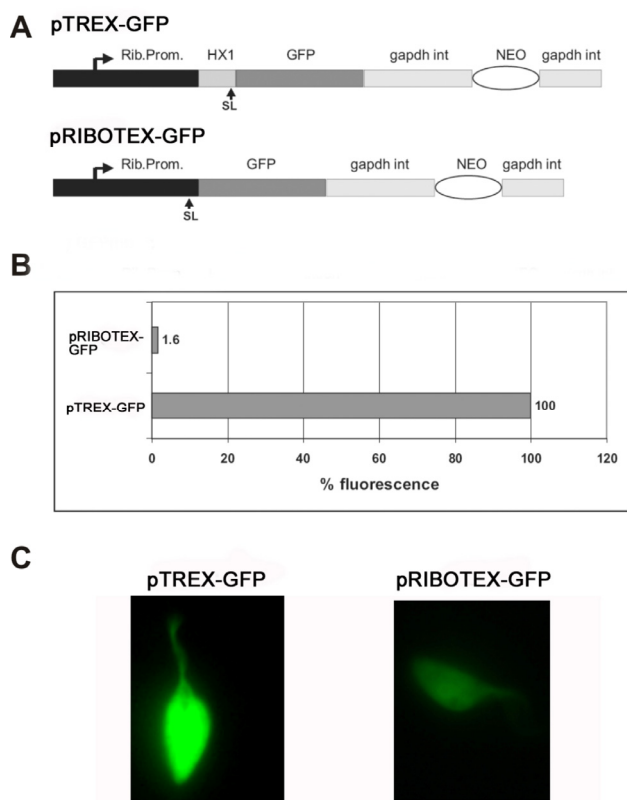 A pTREX-GFP
Rib.Prom. HX1 GFP gapdh int NEO gapdh int
SL
pRIBOTEX-GFP
Rib.Prom. GFP gapdh int NEO gapdh int
SL
B
pRIBOTEX-
GFP
1.6
pTREX-GFP
100
0 20 40 60 80 100 120
% fluorescence
C
pTREX-GFP pRIBOTEX-GFP